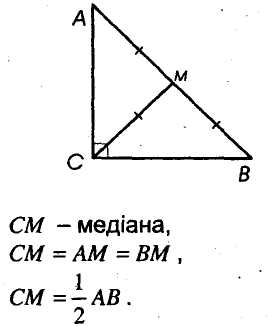 A
M
C
B
CM – медіана,
CM = AM = BM ,
CM = 1/2 AB .